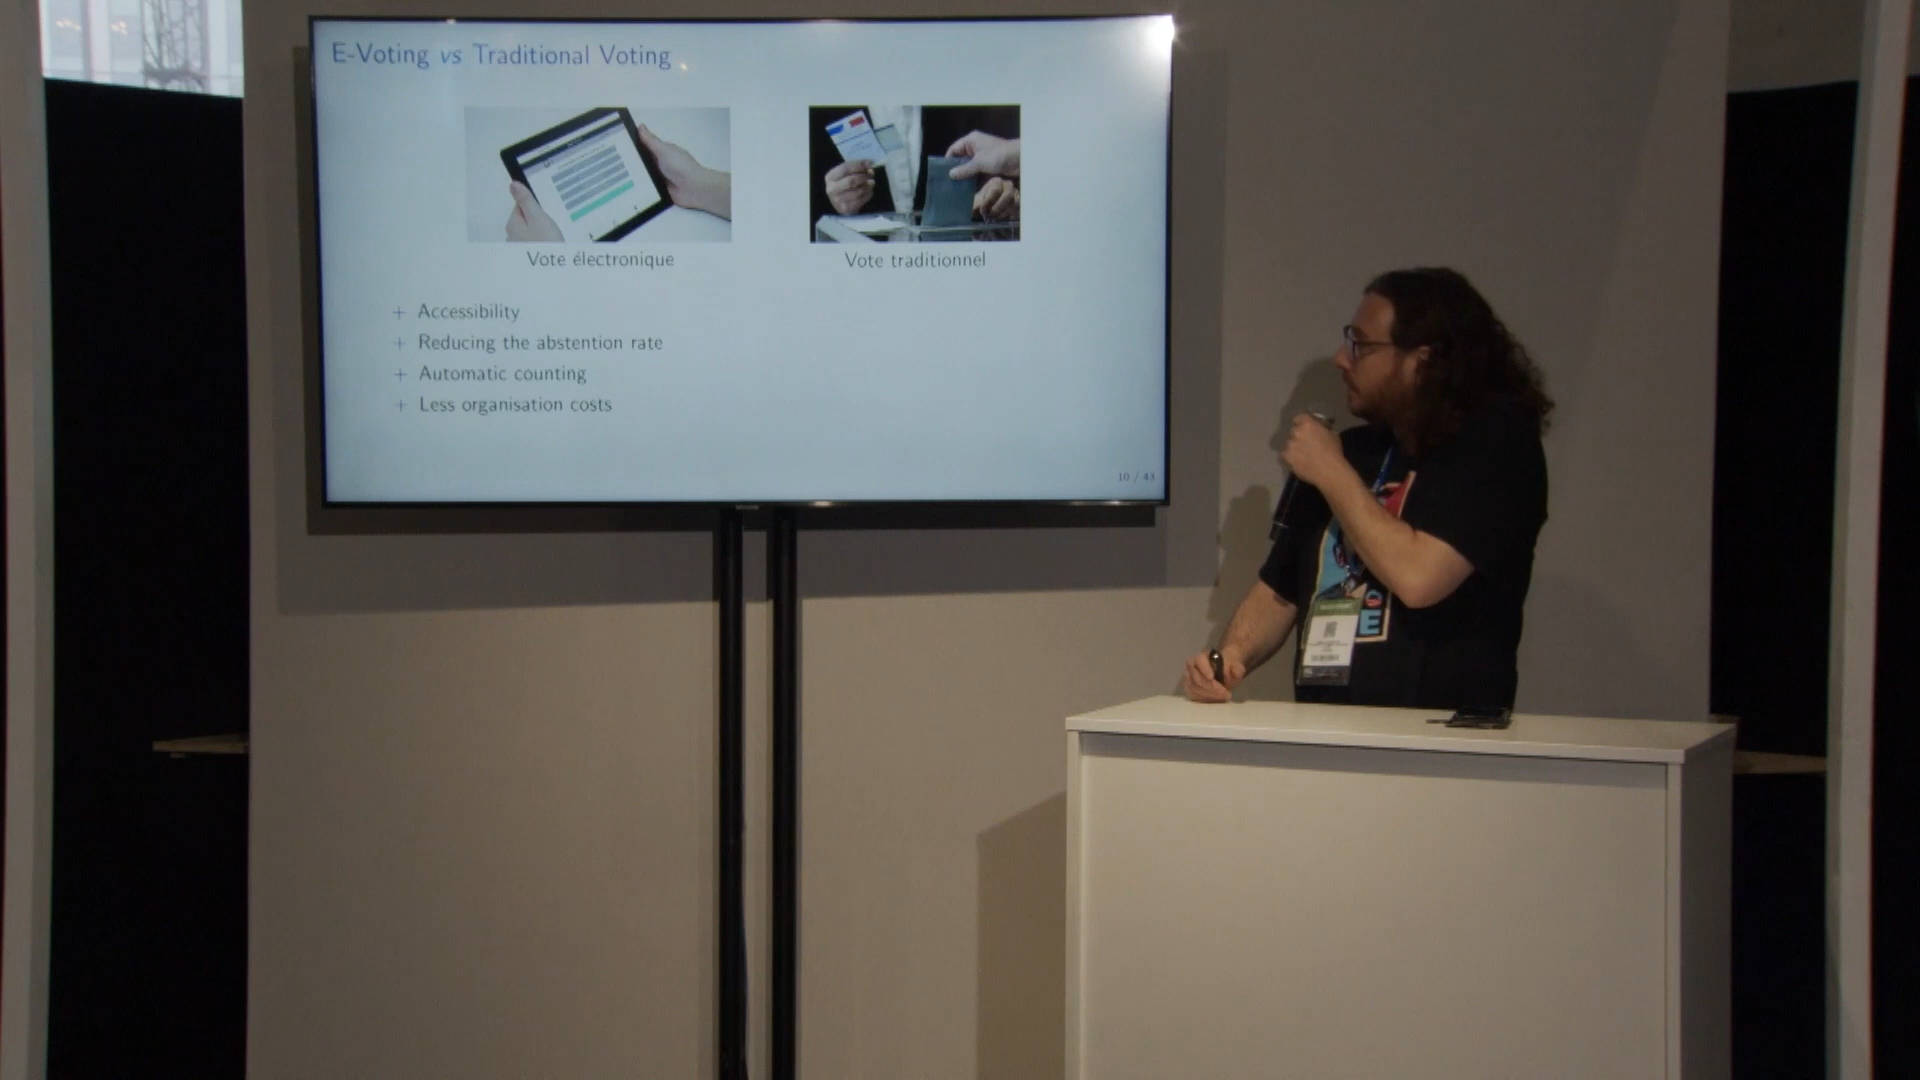 E-Voting vs Traditional Voting
Vote électronique
Vote traditionnel
+ Accessibility
+ Reducing the abstention rate
+ Automatic counting
+ Less organisation costs
10 / 43
E